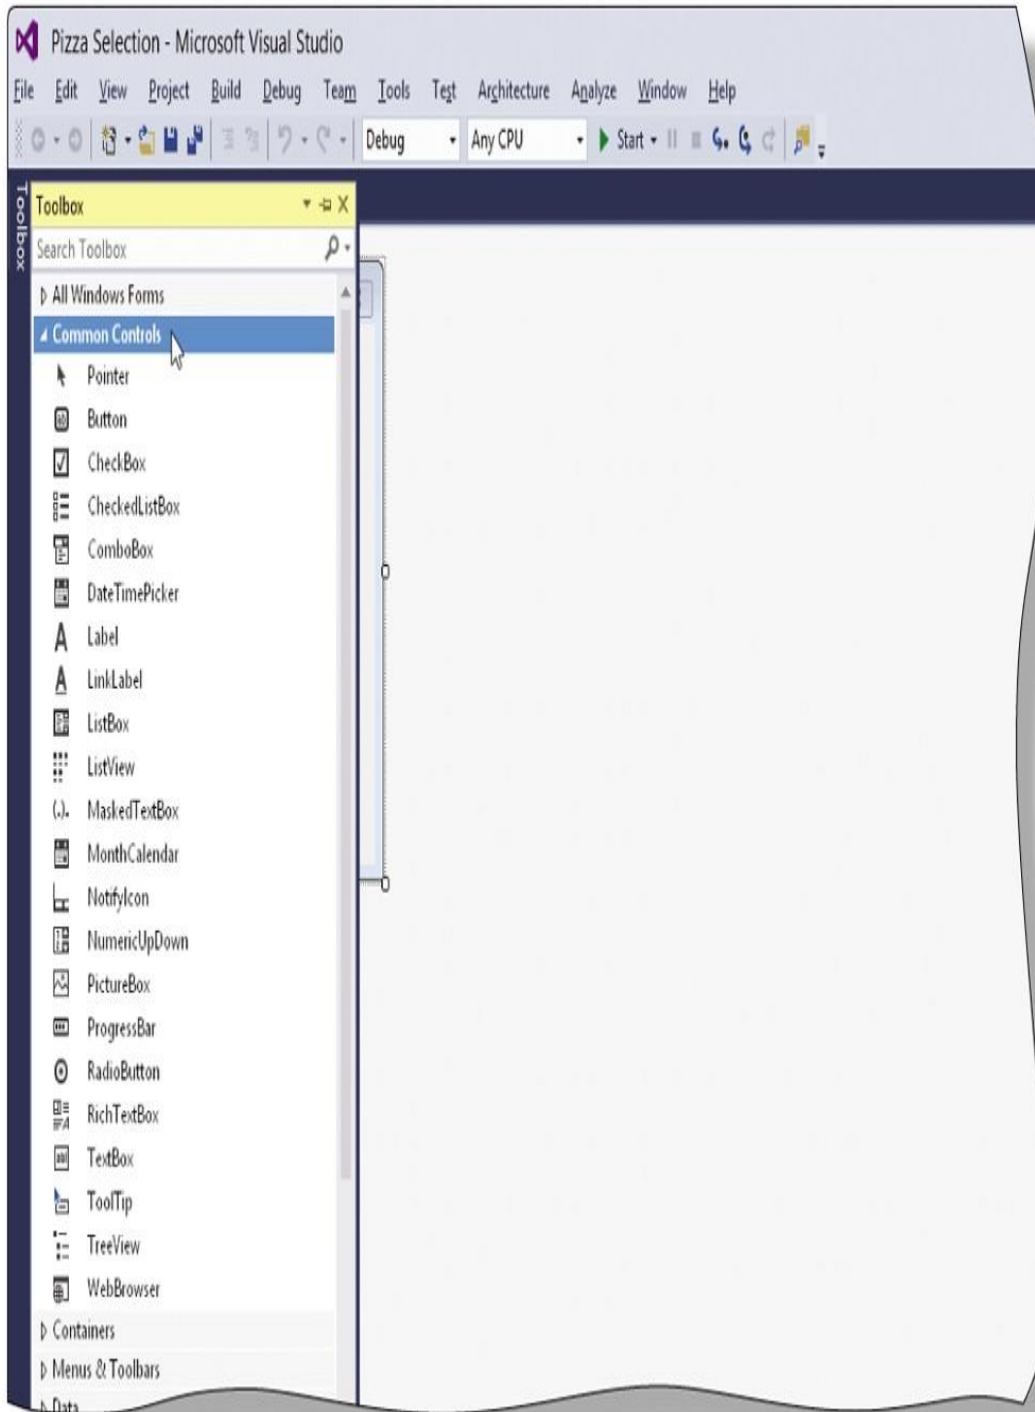 Pizza Selection - Microsoft Visual Studio
File Edit View Project Build Debug Team Tools Test Architecture Analyze Window Help
Debug Any CPU Start
Toolbox
Toolbox
Search Toolbox
All Windows Forms
Common Controls
Pointer
Button
CheckBox
CheckedListBox
ComboBox
DateTimePicker
Label
LinkLabel
ListBox
ListView
MaskedTextBox
MonthCalendar
NotifyIcon
NumericUpDown
PictureBox
ProgressBar
RadioButton
RichTextBox
TextBox
ToolTip
TreeView
WebBrowser
Containers
Menus & Toolbars
Data